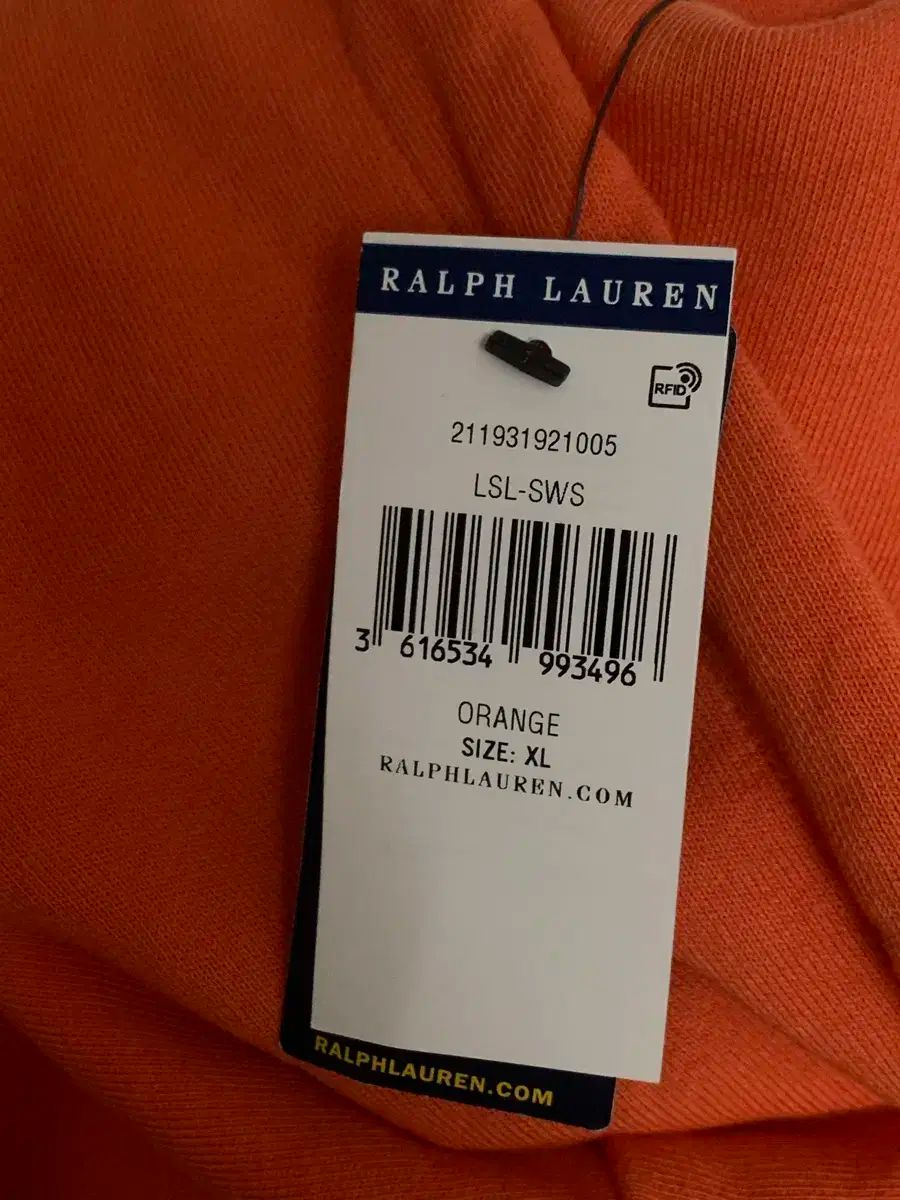 RALPH LAUREN
RFID
211931921005
LSL-SWS
3 616534 993496
ORANGE
SIZE: XL
RALPHLAUREN.COM
RALPHLAUREN.COM